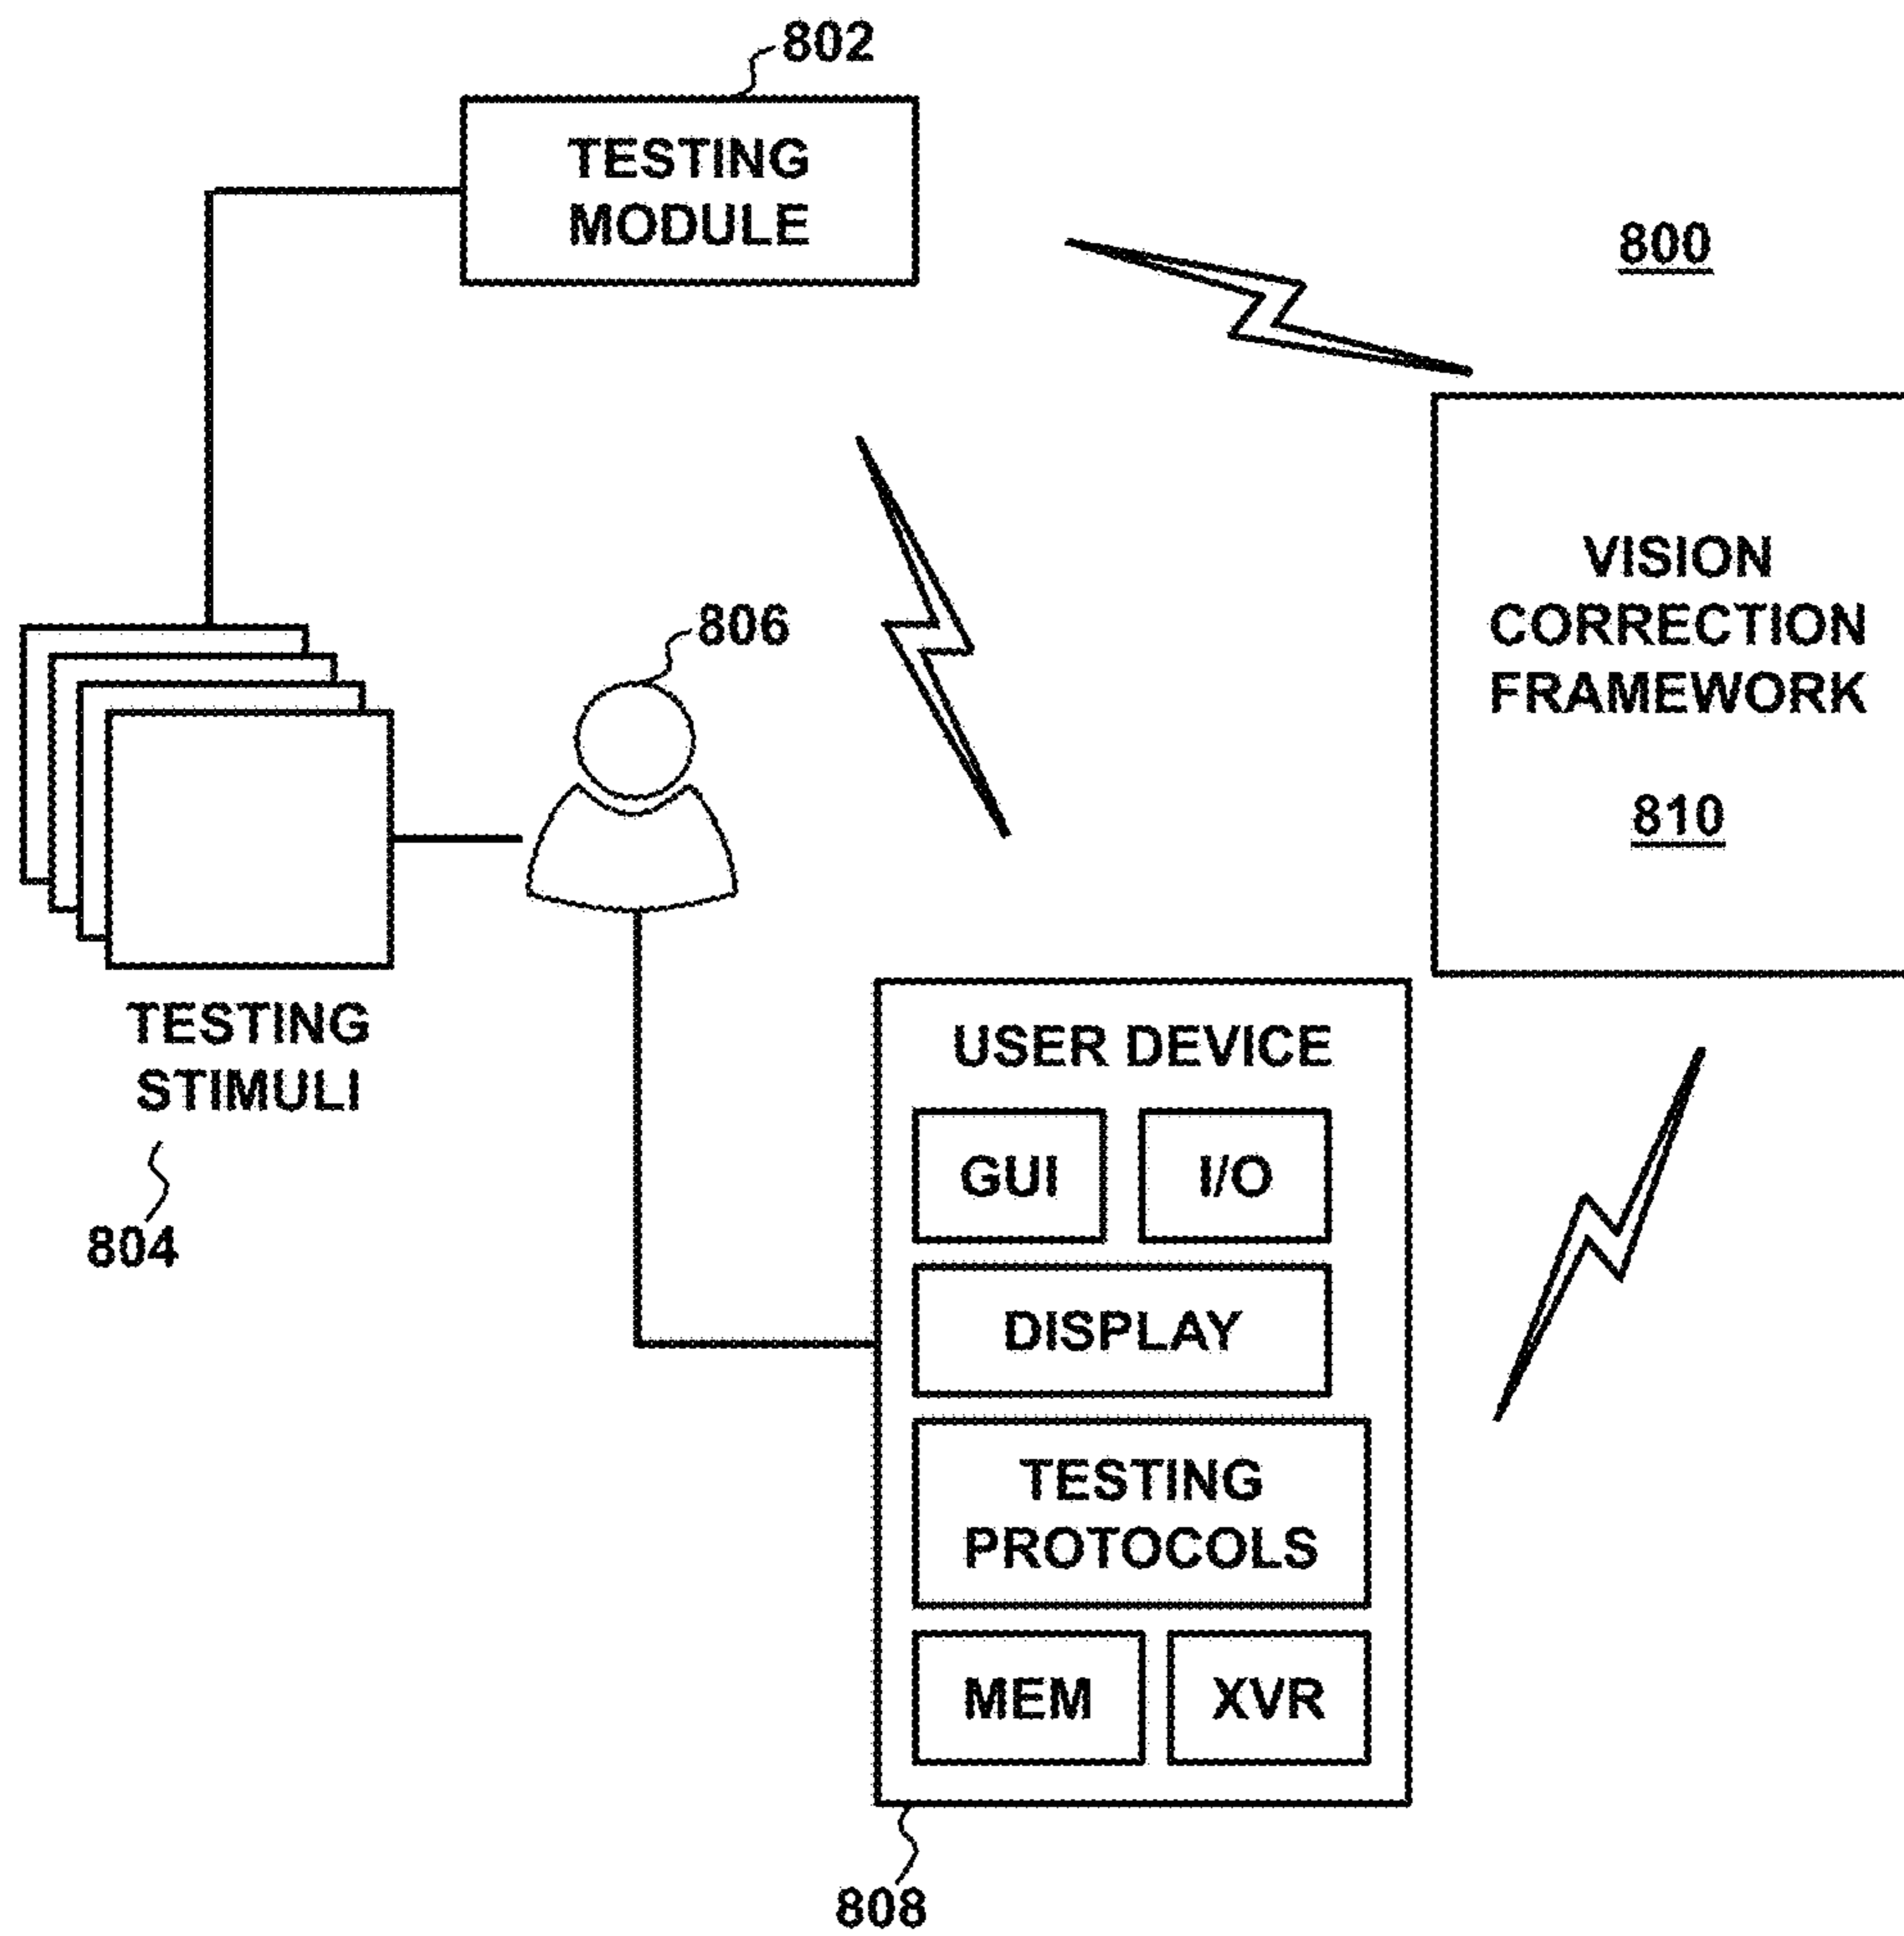 802
TESTING
MODULE
800
VISION
CORRECTION
FRAMEWORK
810
806
TESTING
STIMULI
804
USER DEVICE
GUI
I/O
DISPLAY
TESTING
PROTOCOLS
MEM
XVR
808